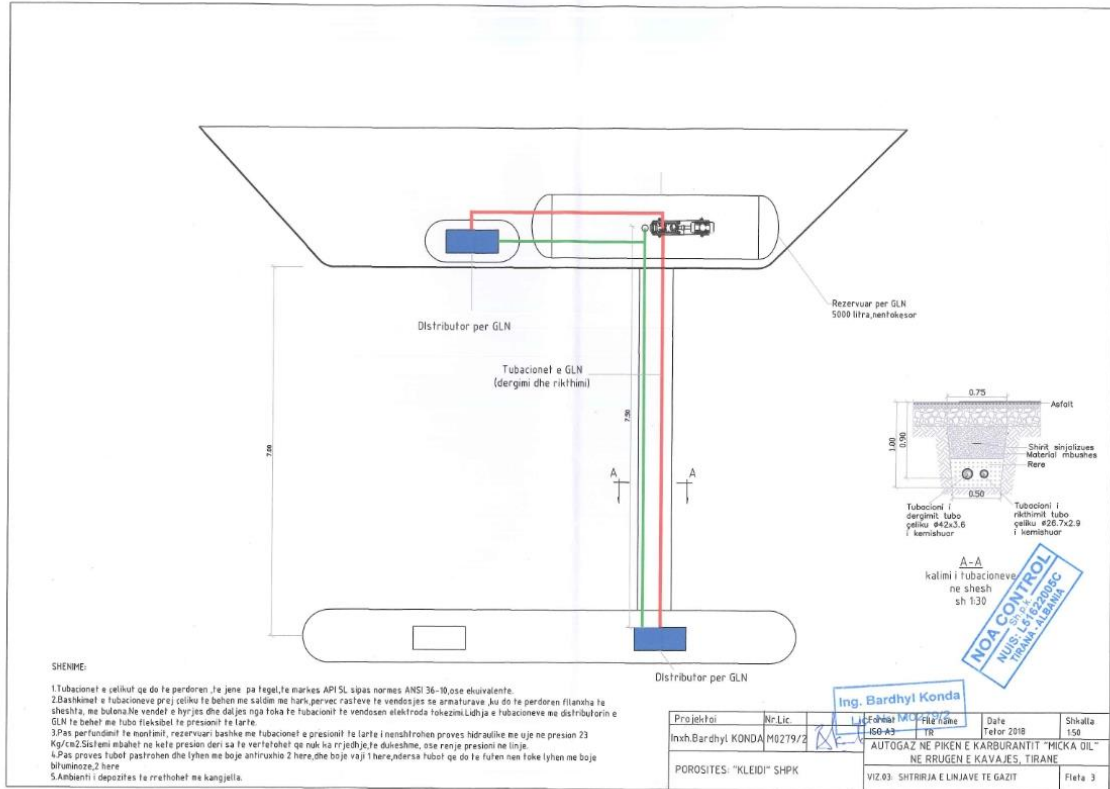 Rezervuar per GLN
5000 litra,nentokesor
DIstributor per GLN
Tubacionet e GLN
(dergimi dhe rikthimi)
7.00
7.50
A
A
0.75
Asfalt
1.00
0.90
Shirit sinjalizues
Material mbushes
Rere
0.50
Tubacioni i
dergimit tubo
çeliku ø42x3.6
i kemishuar
Tubacioni i
rikthimit tubo
çeliku ø26.7x2.9
i kemishuar
A-A
kalimi i tubacioneve
ne shesh
sh 1:30
NOA CONTROL
Sh.p.k.
NUIS: L51622005C
TIRANA - ALBANIA
DIstributor per GLN
SHENIME:
1.Tubacionet e çelikut qe do te perdoren ,te jene pa tegel,te markes API 5L sipas normes ANSI 36-10,ose ekuivalente.
2.Bashkimet e tubacioneve prej çeliku te behen me saldim me hark,pervec rasteve te vendosjes se armaturave ,ku do te perdoren fllanxha te
sheshta, me bulona.Ne vendet e hyrjes dhe daljes nga toka te tubacionit te vendosen elektroda tokezimi.Lidhja e tubacioneve me distributorin e
GLN te behet me tubo fleksibel te presionit te larte.
3.Pas perfundimit te montimit, rezervuari bashke me tubacionet e presionit te larte i nenshtrohen proves hidraulike me uje ne presion 23
Kg/cm2.Sistemi mbahet ne kete presion deri sa te vertetohet qe nuk ka rrjedhje,te dukeshme, ose renje presioni ne linje.
4.Pas proves tubot pastrohen dhe lyhen me boje antiruxhio 2 here,dhe boje vaji 1 here,ndersa tubot qe do te futen nen toke lyhen me boje
bituminoze,2 here
5.Ambienti i depozites te rrethohet me kangjella.
Ing. Bardhyl Konda
Lic. No. M0279/2
Projektoi
Nr.Lic.
Format
File name
Date
Shkalla
Inxh.Bardhyl KONDA
M0279/2
ISO A3
TR
Tetor 2018
1:50
POROSITES: "KLEIDI" SHPK
AUTOGAZ NE PIKEN E KARBURANTIT "MICKA OIL"
NE RRUGEN E KAVAJES, TIRANE
VIZ.03: SHTRIRJA E LINJAVE TE GAZIT
Fleta 3